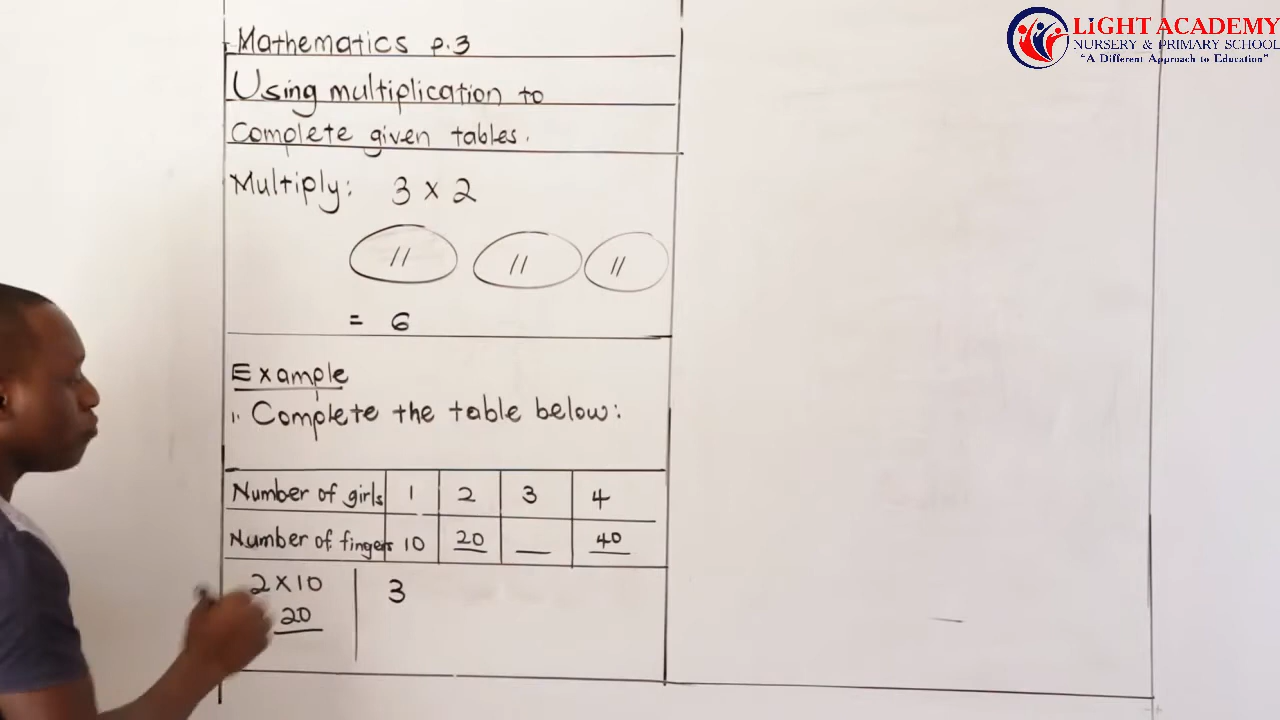 LIGHT ACADEMY
NURSERY & PRIMARY SCHOOL
"A Different Approach to Education"
Mathematics p.3
Using multiplication to
Complete given tables.
Multiply: 3 x 2
// // //
= 6
Example
1. Complete the table below:
Number of girls 1 2 3 4
Number of fingers 10 20 __ 40
2 x 10 3
20